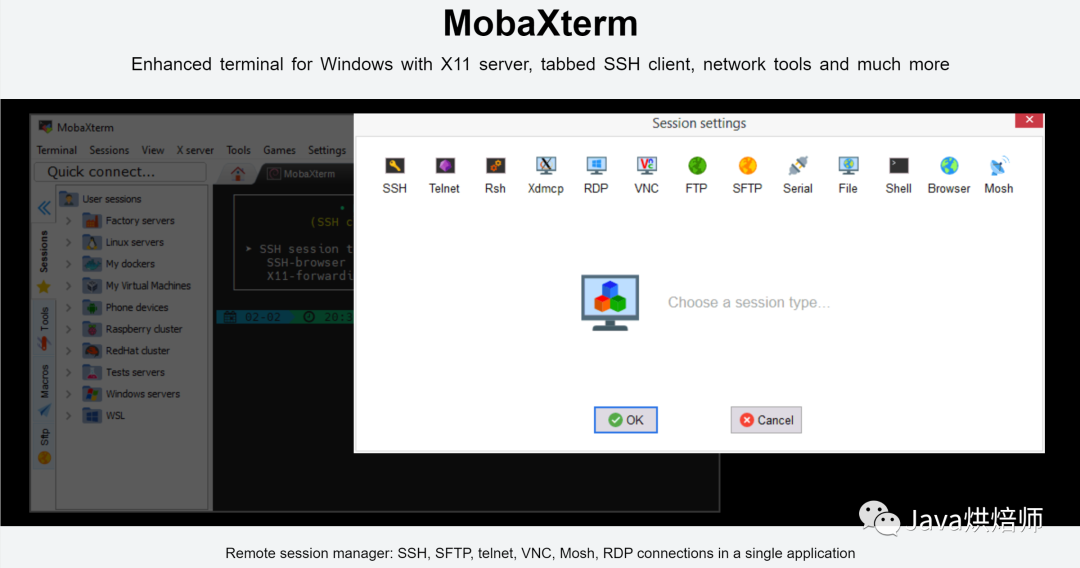 MobaXterm
Enhanced terminal for Windows with X11 server, tabbed SSH client, network tools and much more
MobaXterm
Terminal Sessions View X server Tools Games Settings
Quick connect...
MobaXterm
User sessions
Factory servers
Linux servers
My dockers
My Virtual Machines
Phone devices
Raspberry cluster
RedHat cluster
Tests servers
Windows servers
WSL
Sessions
Tools
Macros
Sftp
(SSH c
➤ SSH session t
SSH-browser
X11-forwardi
02-02 20:3
Session settings
SSH Telnet Rsh Xdmcp RDP VNC FTP SFTP Serial File Shell Browser Mosh
Choose a session type...
OK Cancel
Java烘焙师
Remote session manager: SSH, SFTP, telnet, VNC, Mosh, RDP connections in a single application